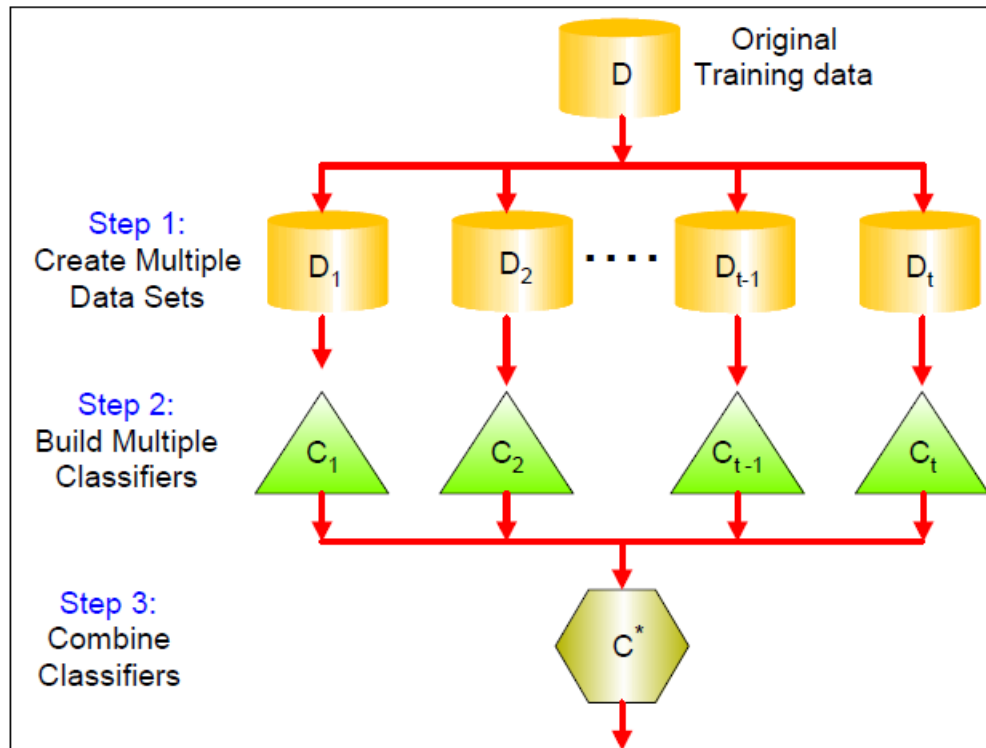 D
Original
Training data
Step 1:
Create Multiple
Data Sets
D₁
D₂
....
Dₜ₋₁
Dₜ
Step 2:
Build Multiple
Classifiers
C₁
C₂
Cₜ₋₁
Cₜ
Step 3:
Combine
Classifiers
C*